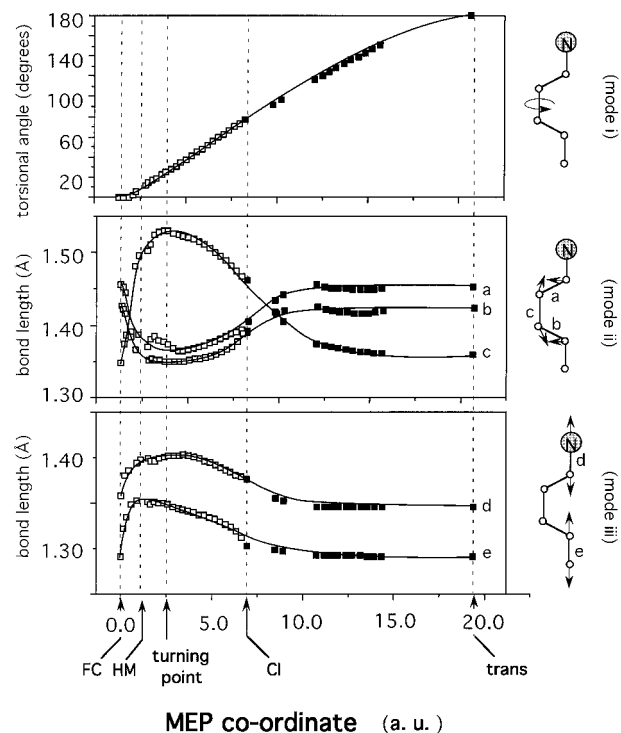 180
160
100
60
20
torsional angle (degrees)
N
(mode i)
1.50
1.40
1.30
bond length (Å)
a
b
c
N
a
c
b
(mode ii)
1.40
1.30
bond length (Å)
d
e
N
d
e
(mode iii)
0.0 5.0 10.0 15.0 20.0
FC HM turning point CI trans
MEP co-ordinate (a. u.)